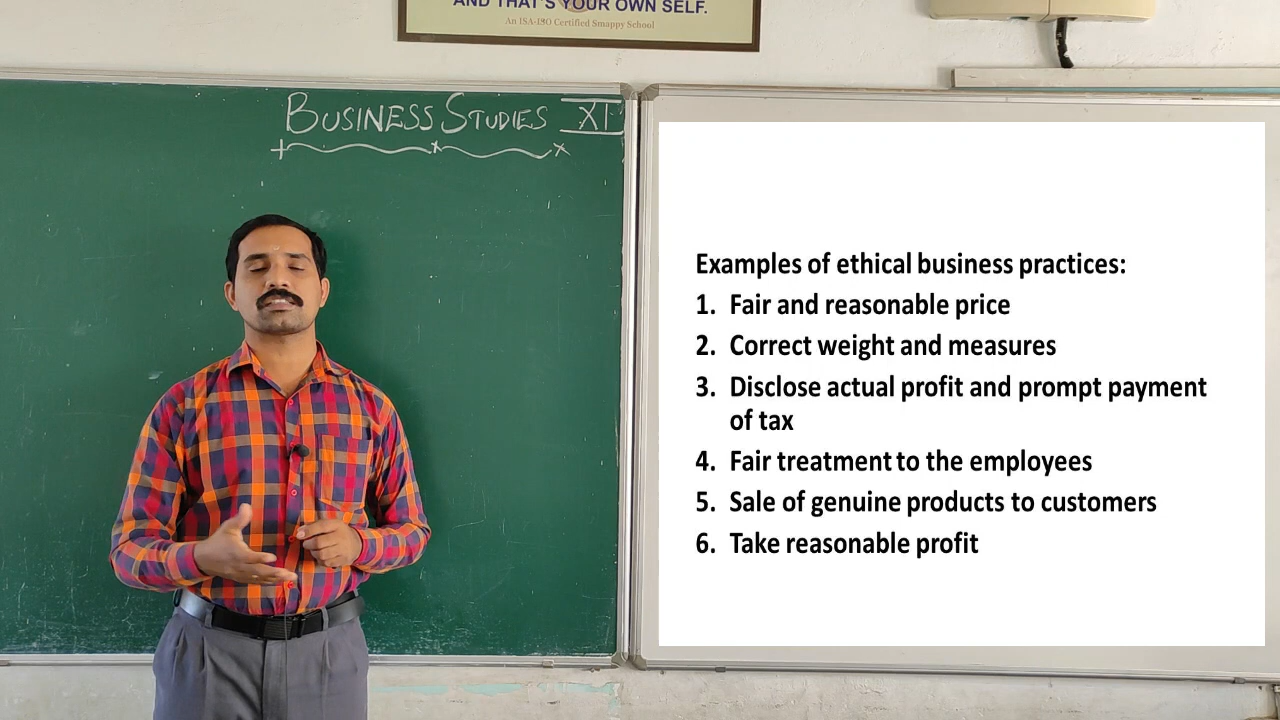 AND THAT'S YOUR OWN SELF.
An ISA-ISO Certified Smappy School
BUSINESS STUDIES XI
Examples of ethical business practices:
1. Fair and reasonable price
2. Correct weight and measures
3. Disclose actual profit and prompt payment
of tax
4. Fair treatment to the employees
5. Sale of genuine products to customers
6. Take reasonable profit